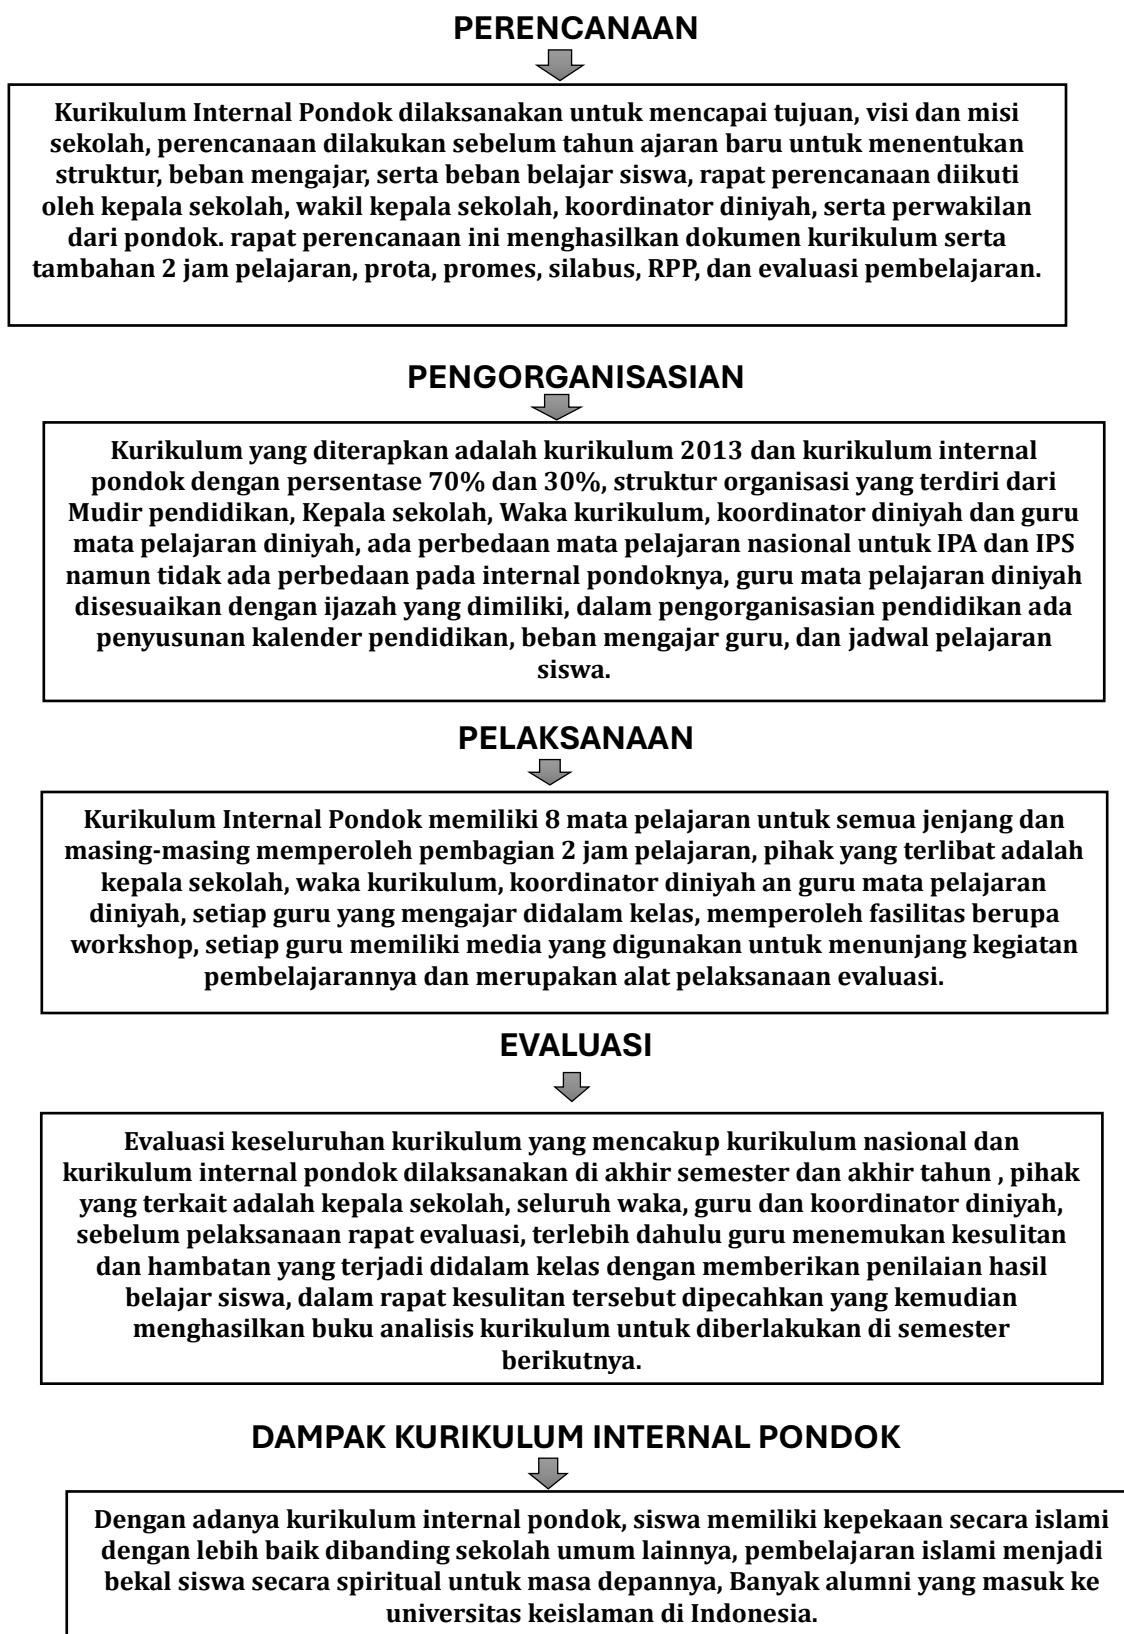 PERENCANAAN
Kurikulum Internal Pondok dilaksanakan untuk mencapai tujuan, visi dan misi
sekolah, perencanaan dilakukan sebelum tahun ajaran baru untuk menentukan
struktur, beban mengajar, serta beban belajar siswa, rapat perencanaan diikuti
oleh kepala sekolah, wakil kepala sekolah, koordinator diniyah, serta perwakilan
dari pondok. rapat perencanaan ini menghasilkan dokumen kurikulum serta
tambahan 2 jam pelajaran, prota, promes, silabus, RPP, dan evaluasi pembelajaran.
PENGORGANISASIAN
Kurikulum yang diterapkan adalah kurikulum 2013 dan kurikulum internal
pondok dengan persentase 70% dan 30%, struktur organisasi yang terdiri dari
Mudir pendidikan, Kepala sekolah, Waka kurikulum, koordinator diniyah dan guru
mata pelajaran diniyah, ada perbedaan mata pelajaran nasional untuk IPA dan IPS
namun tidak ada perbedaan pada internal pondoknya, guru mata pelajaran diniyah
disesuaikan dengan ijazah yang dimiliki, dalam pengorganisasian pendidikan ada
penyusunan kalender pendidikan, beban mengajar guru, dan jadwal pelajaran
siswa.
PELAKSANAAN
Kurikulum Internal Pondok memiliki 8 mata pelajaran untuk semua jenjang dan
masing-masing memperoleh pembagian 2 jam pelajaran, pihak yang terlibat adalah
kepala sekolah, waka kurikulum, koordinator diniyah an guru mata pelajaran
diniyah, setiap guru yang mengajar didalam kelas, memperoleh fasilitas berupa
workshop, setiap guru memiliki media yang digunakan untuk menunjang kegiatan
pembelajarannya dan merupakan alat pelaksanaan evaluasi.
EVALUASI
Evaluasi keseluruhan kurikulum yang mencakup kurikulum nasional dan
kurikulum internal pondok dilaksanakan di akhir semester dan akhir tahun , pihak
yang terkait adalah kepala sekolah, seluruh waka, guru dan koordinator diniyah,
sebelum pelaksanaan rapat evaluasi, terlebih dahulu guru menemukan kesulitan
dan hambatan yang terjadi didalam kelas dengan memberikan penilaian hasil
belajar siswa, dalam rapat kesulitan tersebut dipecahkan yang kemudian
menghasilkan buku analisis kurikulum untuk diberlakukan di semester
berikutnya.
DAMPAK KURIKULUM INTERNAL PONDOK
Dengan adanya kurikulum internal pondok, siswa memiliki kepekaan secara islami
dengan lebih baik dibanding sekolah umum lainnya, pembelajaran islami menjadi
bekal siswa secara spiritual untuk masa depannya, Banyak alumni yang masuk ke
universitas keislaman di Indonesia.